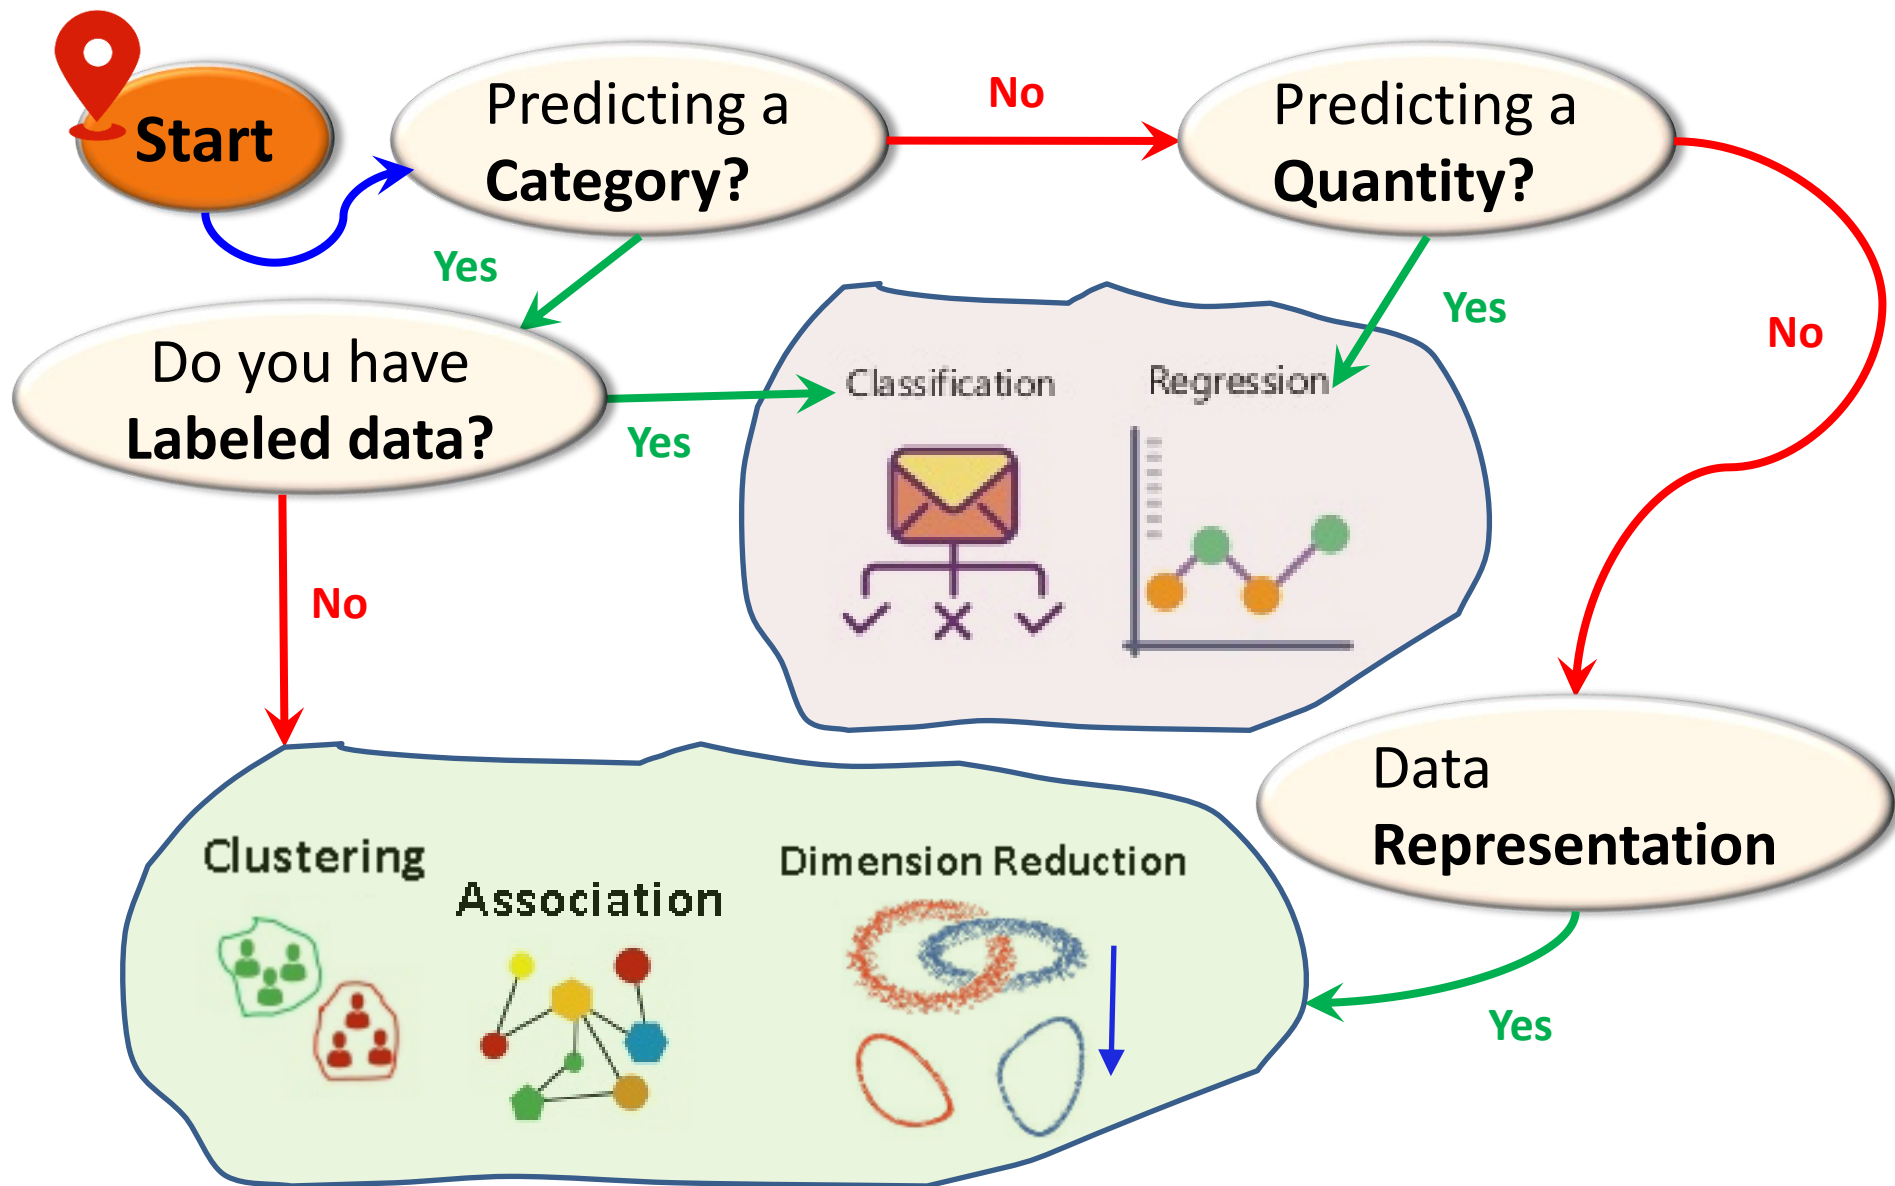 Start
Predicting a
Category?
No
Predicting a
Quantity?
Yes
Yes
No
Do you have
Labeled data?
Yes
Classification
Regression
No
Data
Representation
Clustering
Association
Dimension Reduction
Yes